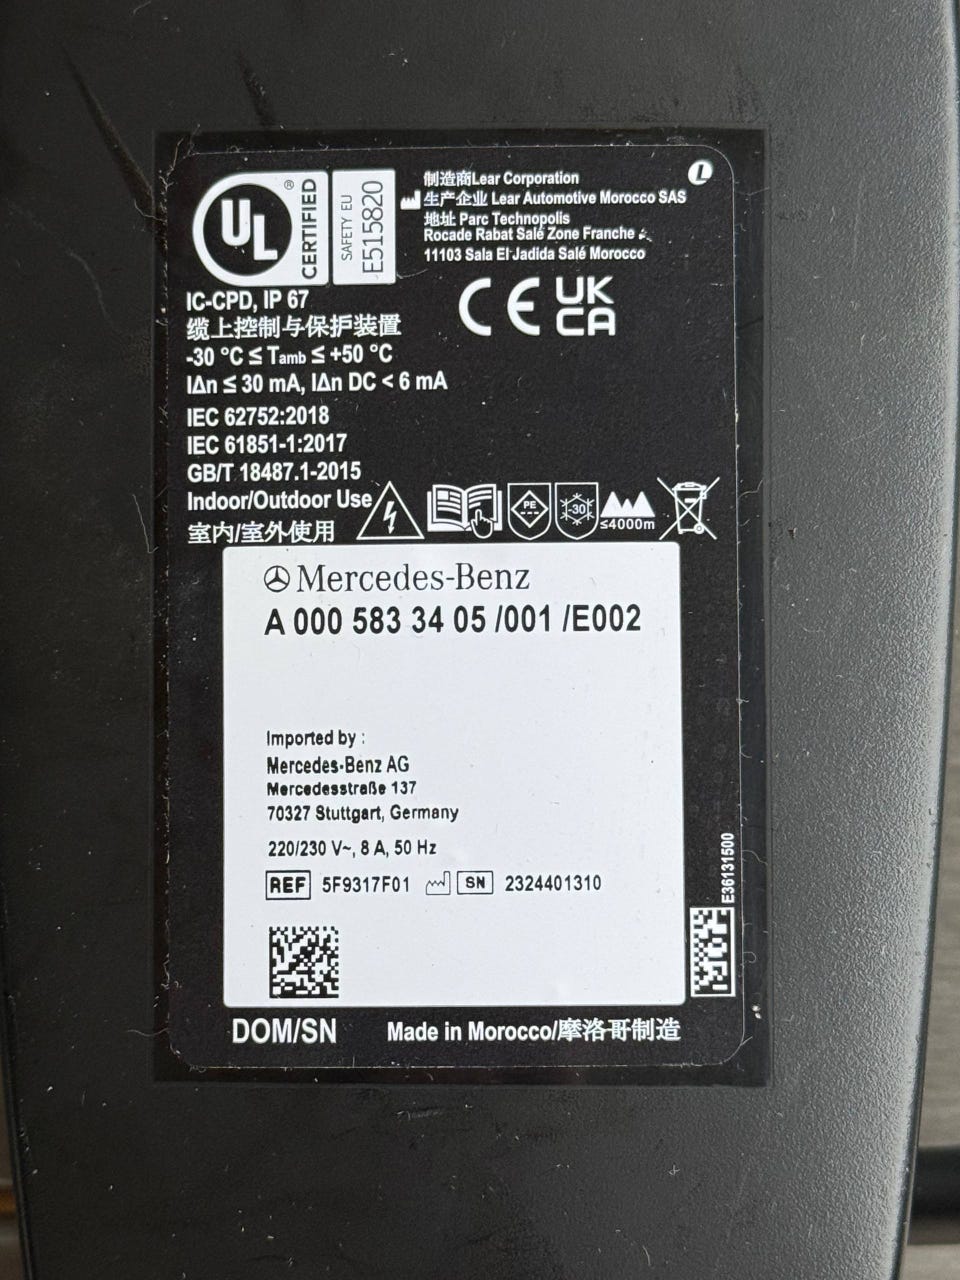 UL
®
CERTIFIED
SAFETY EU
E515820
制造商Lear Corporation
生产企业 Lear Automotive Morocco SAS
地址 Parc Technopolis
Rocade Rabat Salé Zone Franche
11103 Sala El Jadida Salé Morocco
L
CE
UK
CA
IC-CPD, IP 67
缆上控制与保护装置
-30 °C ≤ Tamb ≤ +50 °C
IΔn ≤ 30 mA, IΔn DC < 6 mA
IEC 62752:2018
IEC 61851-1:2017
GB/T 18487.1-2015
Indoor/Outdoor Use
室内/室外使用
PE
-30
≤4000m
Mercedes-Benz
A 000 583 34 05 /001 /E002
Imported by :
Mercedes-Benz AG
Mercedesstraße 137
70327 Stuttgart, Germany
220/230 V~, 8 A, 50 Hz
REF 5F9317F01 SN 2324401310
E36131500
DOM/SN Made in Morocco/摩洛哥制造